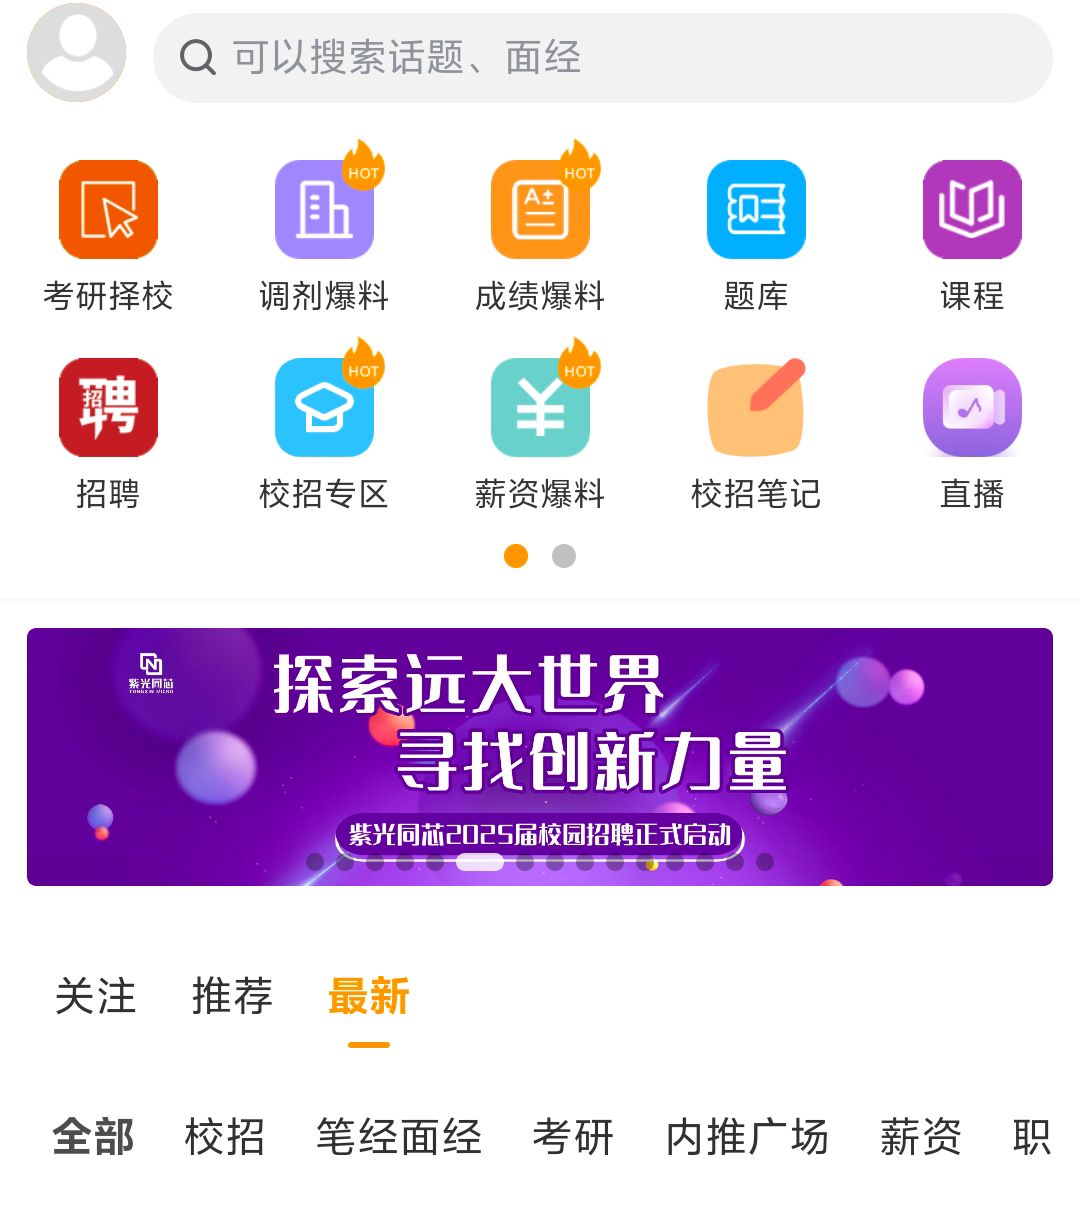 可以搜索话题、面经
HOT
HOT
A+
考研择校 调剂爆料 成绩爆料 题库 课程
HOT
HOT
招聘
招聘 校招专区 薪资爆料 校招笔记 直播
紫光同芯
TONGXIN MICRO
探索远大世界
寻找创新力量
紫光同芯2025届校园招聘正式启动
关注 推荐 最新
全部 校招 笔经面经 考研 内推广场 薪资 职